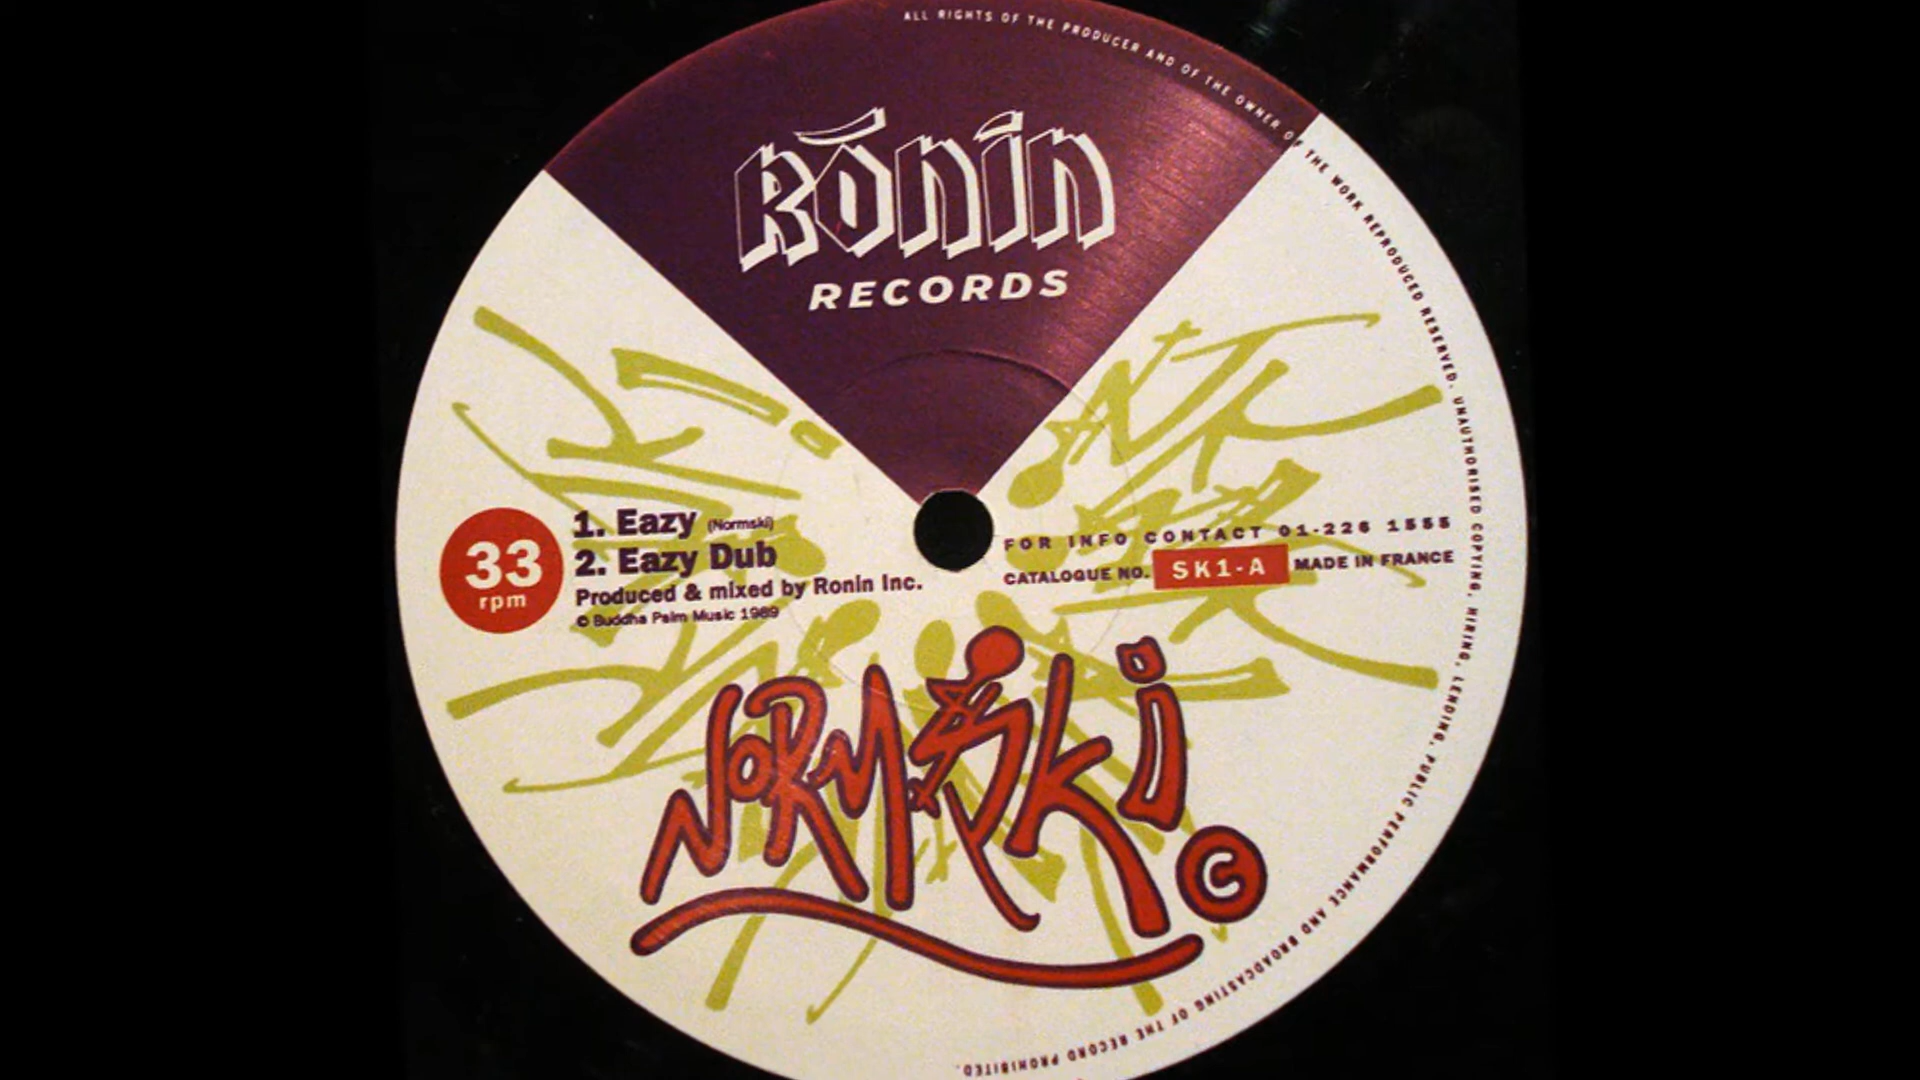 ALL RIGHTS OF THE PRODUCER AND OF THE OWNER OF THE WORK REPRODUCED RESERVED. UNAUTHORISED COPYING, HIRING, LENDING, PUBLIC PERFORMANCE AND BROADCASTING OF THE RECORD PROHIBITED.
Rōnin
RECORDS
33
rpm
1. Eazy (Normski)
2. Eazy Dub
Produced & mixed by Ronin Inc.
© Buddha Palm Music 1989
FOR INFO CONTACT 01-226 1555
CATALOGUE NO. SK1-A MADE IN FRANCE
NORMSKI
©